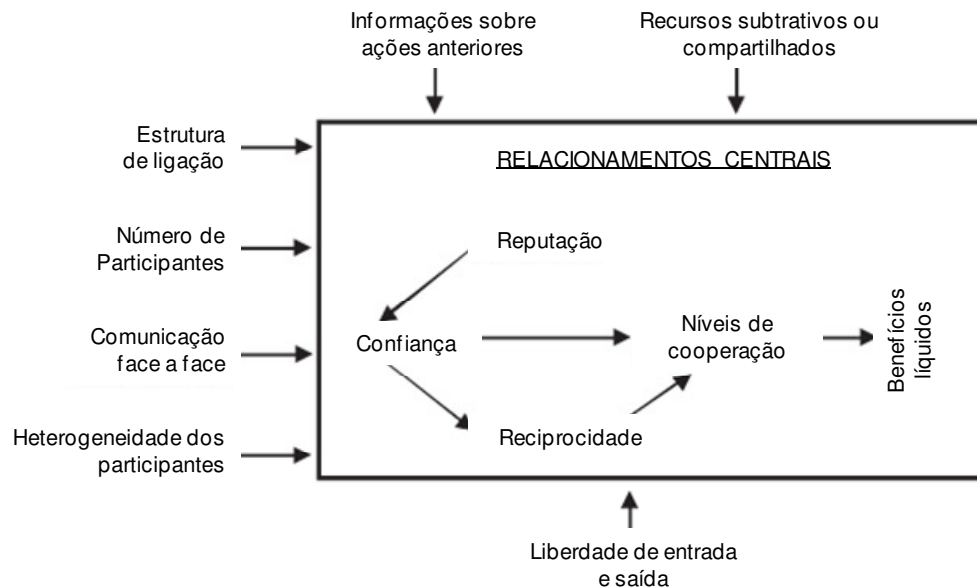 Informações sobre
ações anteriores
Recursos subtrativos ou
compartilhados
Estrutura
de ligação
RELACIONAMENTOS CENTRAIS
Número de
Participantes
Reputação
Comunicação
face a face
Confiança
Níveis de
cooperação
Benefícios
líquidos
Heterogeneidade dos
participantes
Reciprocidade
Liberdade de entrada
e saída